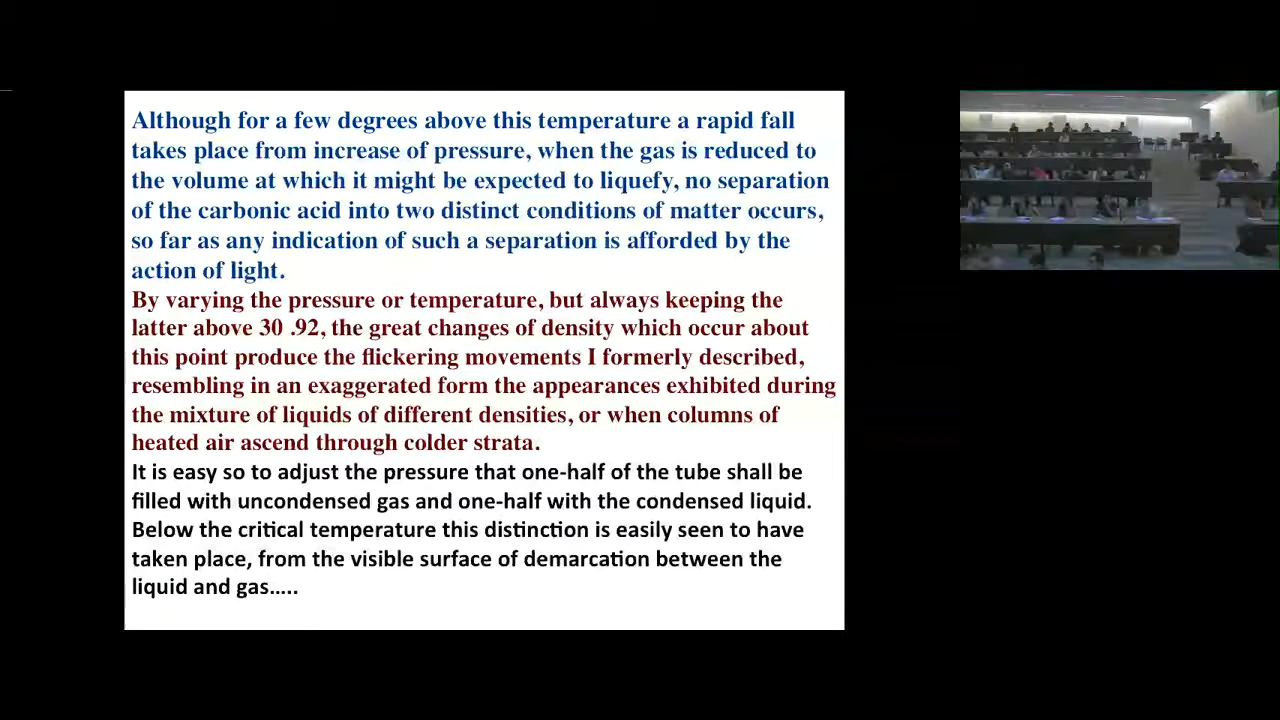 Although for a few degrees above this temperature a rapid fall
takes place from increase of pressure, when the gas is reduced to
the volume at which it might be expected to liquefy, no separation
of the carbonic acid into two distinct conditions of matter occurs,
so far as any indication of such a separation is afforded by the
action of light.
By varying the pressure or temperature, but always keeping the
latter above 30 .92, the great changes of density which occur about
this point produce the flickering movements I formerly described,
resembling in an exaggerated form the appearances exhibited during
the mixture of liquids of different densities, or when columns of
heated air ascend through colder strata.
It is easy so to adjust the pressure that one-half of the tube shall be
filled with uncondensed gas and one-half with the condensed liquid.
Below the critical temperature this distinction is easily seen to have
taken place, from the visible surface of demarcation between the
liquid and gas.....